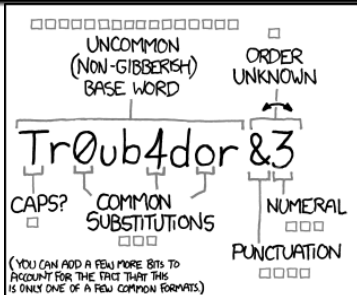 UNCOMMON
(NON-GIBBERISH)
BASE WORD
ORDER
UNKNOWN
Tr0ub4dor &3
CAPS?
COMMON
SUBSTITUTIONS
NUMERAL
PUNCTUATION
(YOU CAN ADD A FEW MORE BITS TO
ACCOUNT FOR THE FACT THAT THIS
IS ONLY ONE OF A FEW COMMON FORMATS.)